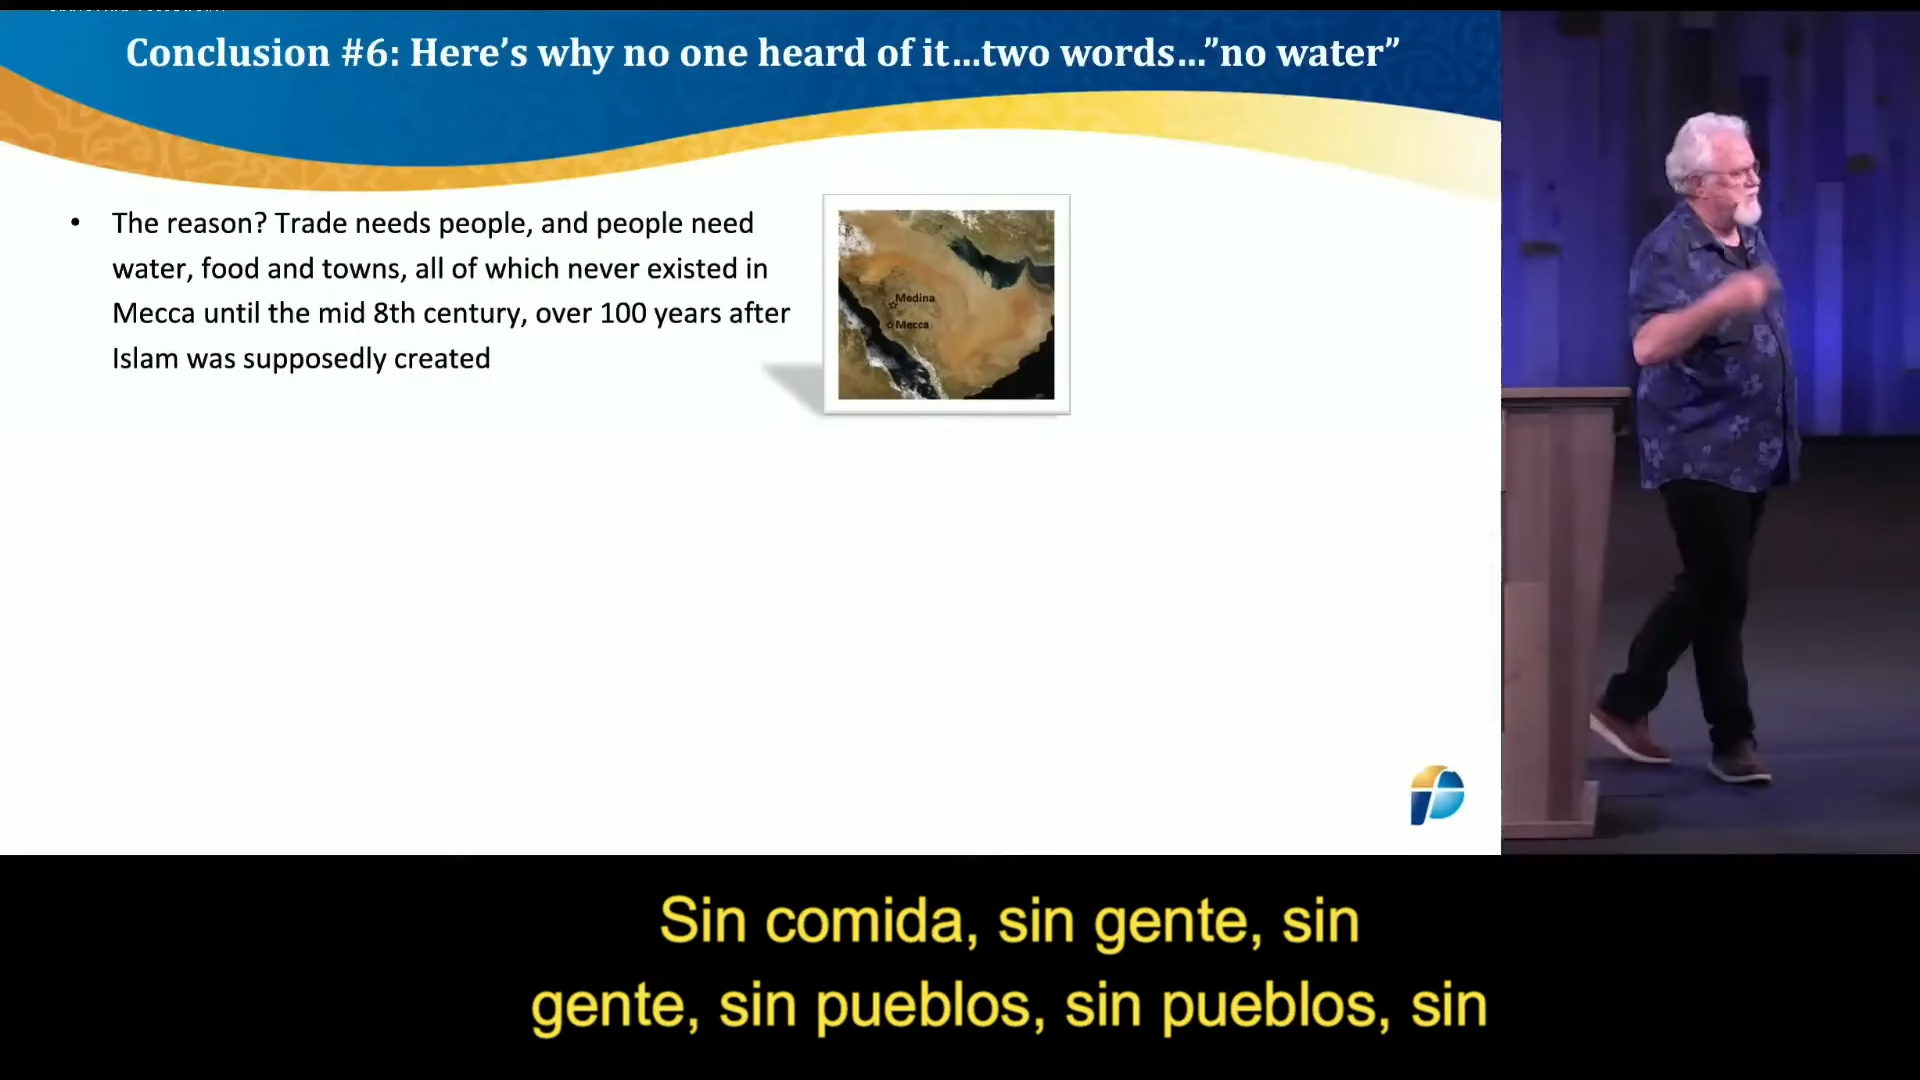 Conclusion #6: Here’s why no one heard of it…two words…”no water”
• The reason? Trade needs people, and people need
water, food and towns, all of which never existed in
Mecca until the mid 8th century, over 100 years after
Islam was supposedly created
Medina
Mecca
Sin comida, sin gente, sin
gente, sin pueblos, sin pueblos, sin